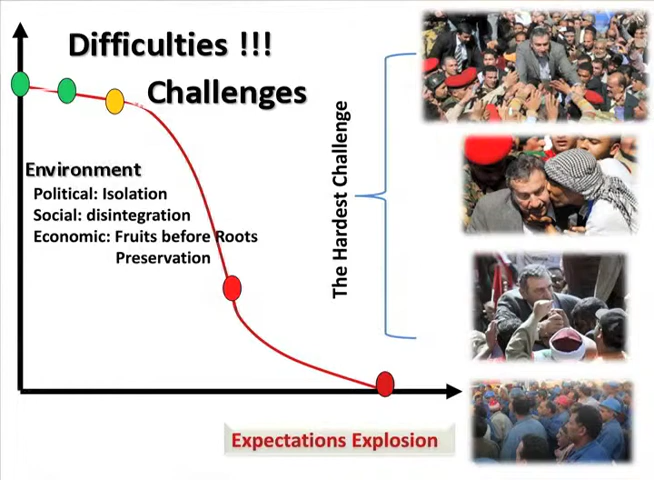 Difficulties !!!
Challenges
Environment
Political: Isolation
Social: disintegration
Economic: Fruits before Roots
Preservation
The Hardest Challenge
Expectations Explosion